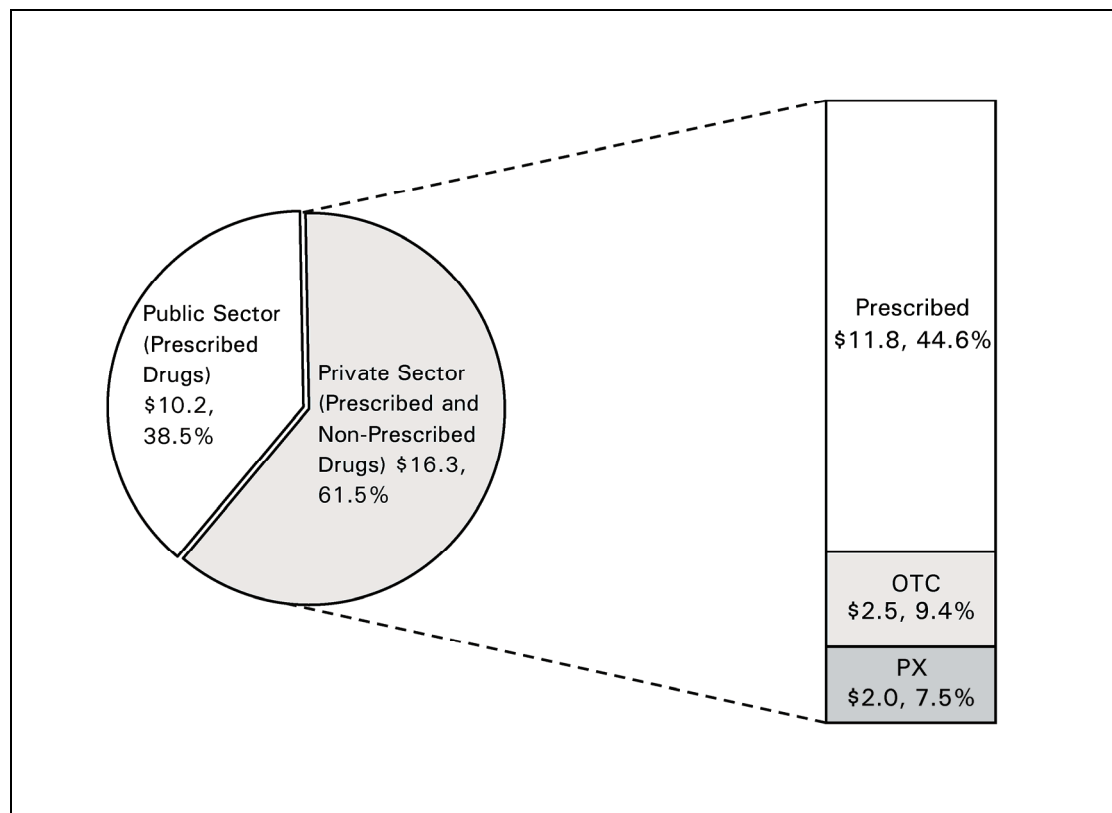 Public Sector
(Prescribed
Drugs)
$10.2,
38.5%
Private Sector
(Prescribed and
Non-Prescribed
Drugs) $16.3,
61.5%
Prescribed
$11.8, 44.6%
OTC
$2.5, 9.4%
PX
$2.0, 7.5%